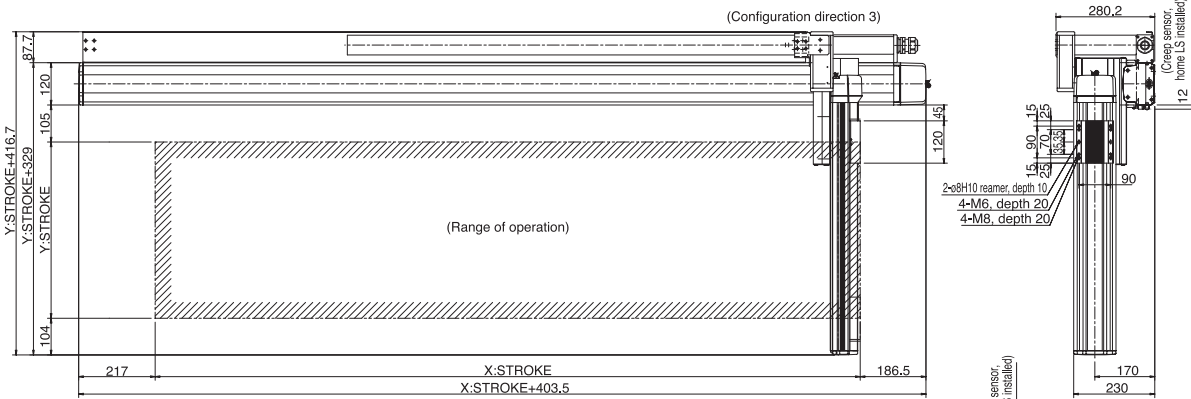 (Configuration direction 3)
280.2
(Creep sensor,
home LS installed)
12
87.7
120
105
Y:STROKE
104
Y:STROKE+329
Y:STROKE+416.7
45
120
(Range of operation)
217
X:STROKE
186.5
X:STROKE+403.5
15
25
90
70
35.35
15
25
90
2-ø8H10 reamer, depth 10
4-M6, depth 20
4-M8, depth 20
170
230
sensor,
installed)